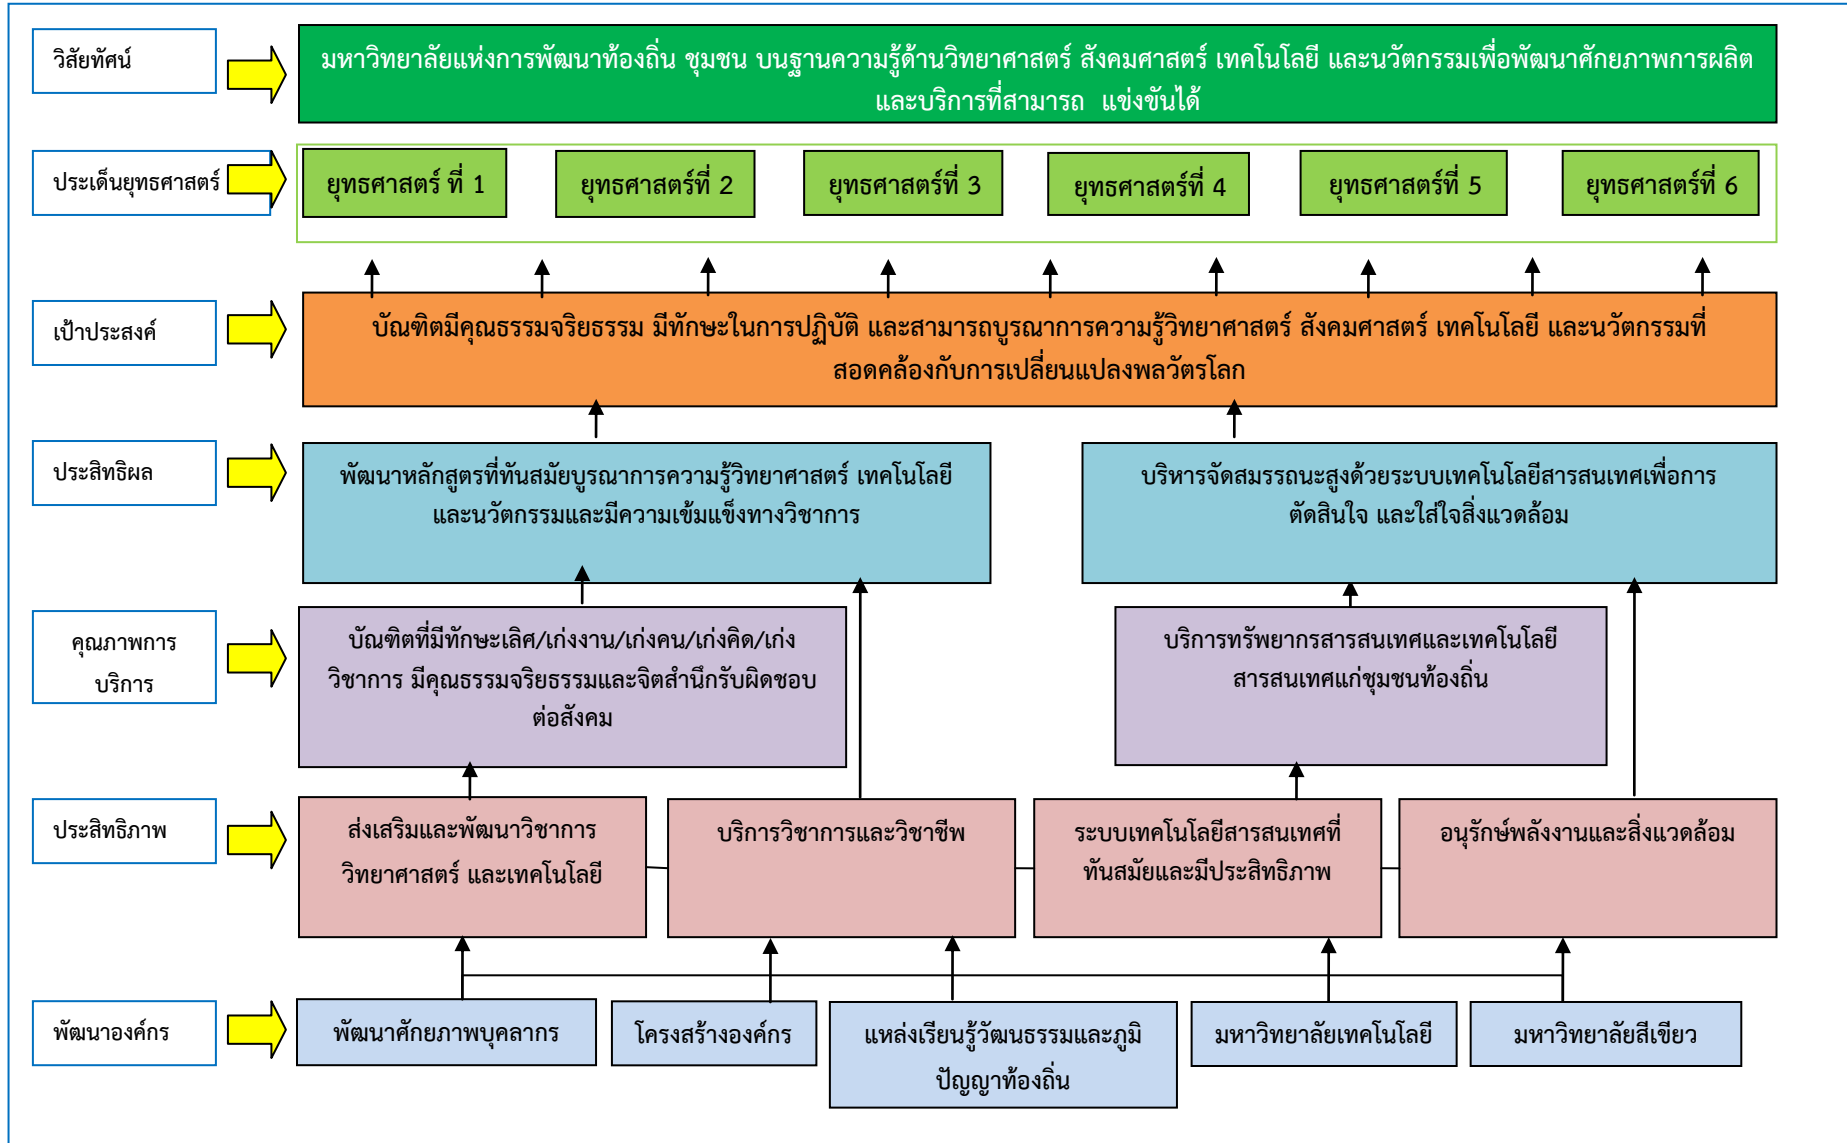 วิสัยทัศน์
มหาวิทยาลัยแห่งการพัฒนาท้องถิ่น ชุมชน บนฐานความรู้ด้านวิทยาศาสตร์ สังคมศาสตร์ เทคโนโลยี และนวัตกรรมเพื่อพัฒนาศักยภาพการผลิต
และบริการที่สามารถ แข่งขันได้
ประเด็นยุทธศาสตร์
ยุทธศาสตร์ ที่ 1
ยุทธศาสตร์ที่ 2
ยุทธศาสตร์ที่ 3
ยุทธศาสตร์ที่ 4
ยุทธศาสตร์ที่ 5
ยุทธศาสตร์ที่ 6
เป้าประสงค์
บัณฑิตมีคุณธรรมจริยธรรม มีทักษะในการปฏิบัติ และสามารถบูรณาการความรู้วิทยาศาสตร์ สังคมศาสตร์ เทคโนโลยี และนวัตกรรมที่
สอดคล้องกับการเปลี่ยนแปลงพลวัตรโลก
ประสิทธิผล
พัฒนาหลักสูตรที่ทันสมัยบูรณาการความรู้วิทยาศาสตร์ เทคโนโลยี
และนวัตกรรมและมีความเข้มแข็งทางวิชาการ
บริหารจัดสมรรถนะสูงด้วยระบบเทคโนโลยีสารสนเทศเพื่อการ
ตัดสินใจ และใส่ใจสิ่งแวดล้อม
คุณภาพการ
บริการ
บัณฑิตที่มีทักษะเลิศ/เก่งงาน/เก่งคน/เก่งคิด/เก่ง
วิชาการ มีคุณธรรมจริยธรรมและจิตสำนึกรับผิดชอบ
ต่อสังคม
บริการทรัพยากรสารสนเทศและเทคโนโลยี
สารสนเทศแก่ชุมชนท้องถิ่น
ประสิทธิภาพ
ส่งเสริมและพัฒนาวิชาการ
วิทยาศาสตร์ และเทคโนโลยี
บริการวิชาการและวิชาชีพ
ระบบเทคโนโลยีสารสนเทศที่
ทันสมัยและมีประสิทธิภาพ
อนุรักษ์พลังงานและสิ่งแวดล้อม
พัฒนาองค์กร
พัฒนาศักยภาพบุคลากร
โครงสร้างองค์กร
แหล่งเรียนรู้วัฒนธรรมและภูมิ
ปัญญาท้องถิ่น
มหาวิทยาลัยเทคโนโลยี
มหาวิทยาลัยสีเขียว